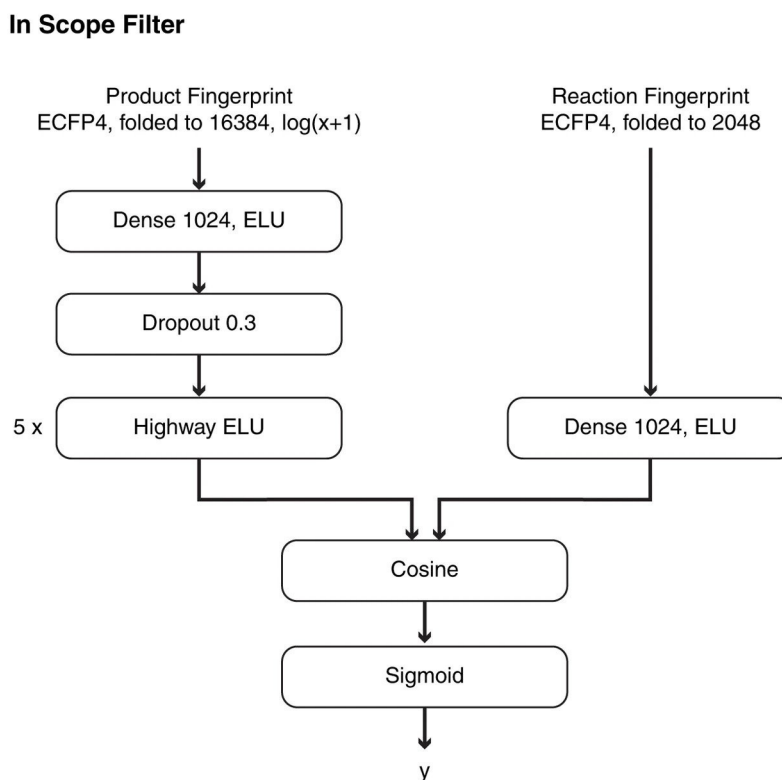 In Scope Filter
Product Fingerprint
ECFP4, folded to 16384, log(x+1)
Reaction Fingerprint
ECFP4, folded to 2048
Dense 1024, ELU
Dropout 0.3
5 x
Highway ELU
Dense 1024, ELU
Cosine
Sigmoid
y